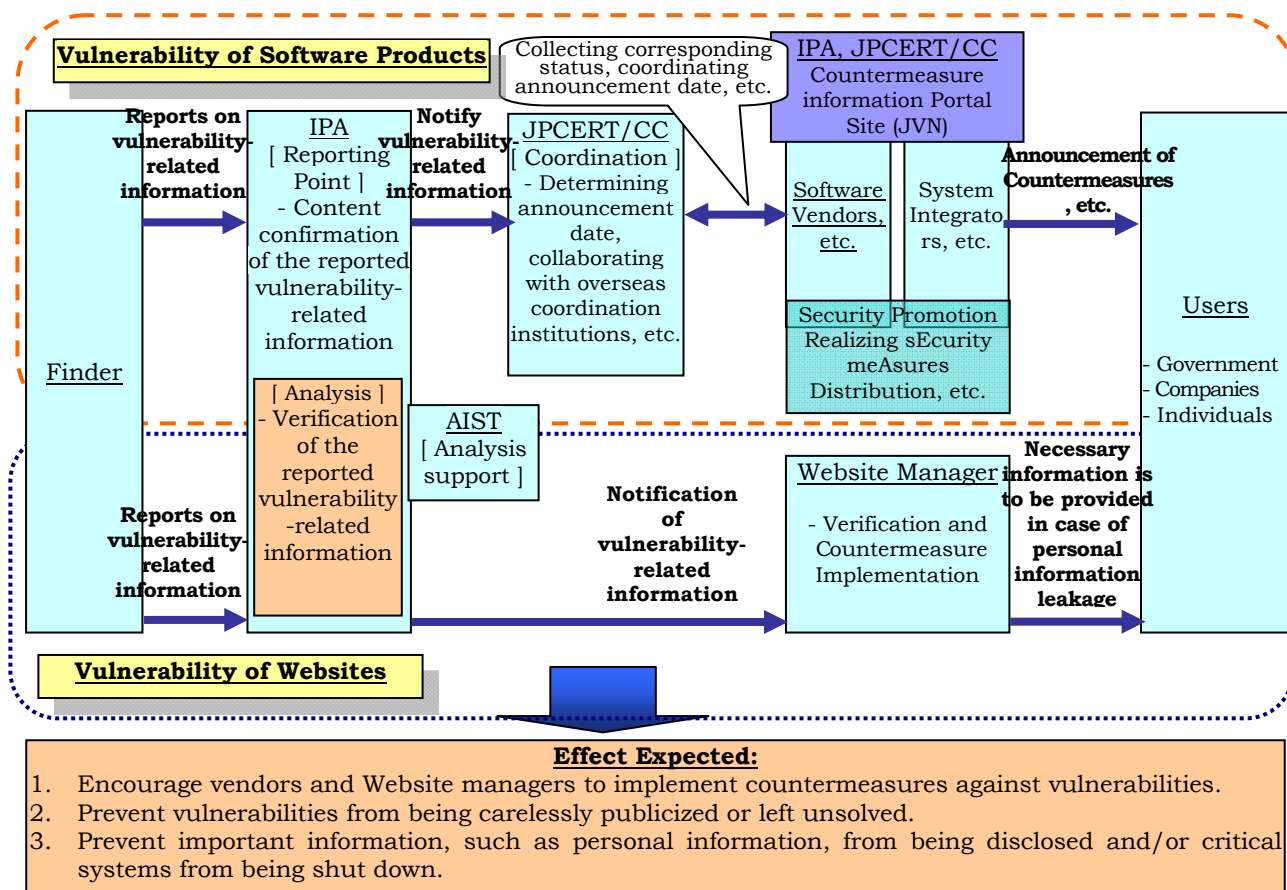 Vulnerability of Software Products
Collecting corresponding
status, coordinating
announcement date, etc.
IPA, JPCERT/CC
Countermeasure
information Portal
Site (JVN)
Finder
Reports on
vulnerability-
related
information
IPA
[ Reporting
Point ]
- Content
confirmation
of the reported
vulnerability-
related
information
Notify
vulnerability-
related
information
JPCERT/CC
[ Coordination ]
- Determining
announcement
date,
collaborating
with overseas
coordination
institutions, etc.
Software
Vendors,
etc.
System
Integrato
rs, etc.
Security Promotion
Realizing sEcurity
meAsures
Distribution, etc.
Announcement of
Countermeasures
, etc.
Users
- Government
- Companies
- Individuals
[ Analysis ]
- Verification
of the
reported
vulnerability
-related
information
AIST
[ Analysis
support ]
Reports on
vulnerability-
related
information
Notification
of
vulnerability-
related
information
Website Manager
- Verification and
Countermeasure
Implementation
Necessary
information is
to be provided
in case of
personal
information
leakage
Vulnerability of Websites
Effect Expected:
1. Encourage vendors and Website managers to implement countermeasures against vulnerabilities.
2. Prevent vulnerabilities from being carelessly publicized or left unsolved.
3. Prevent important information, such as personal information, from being disclosed and/or critical
systems from being shut down.